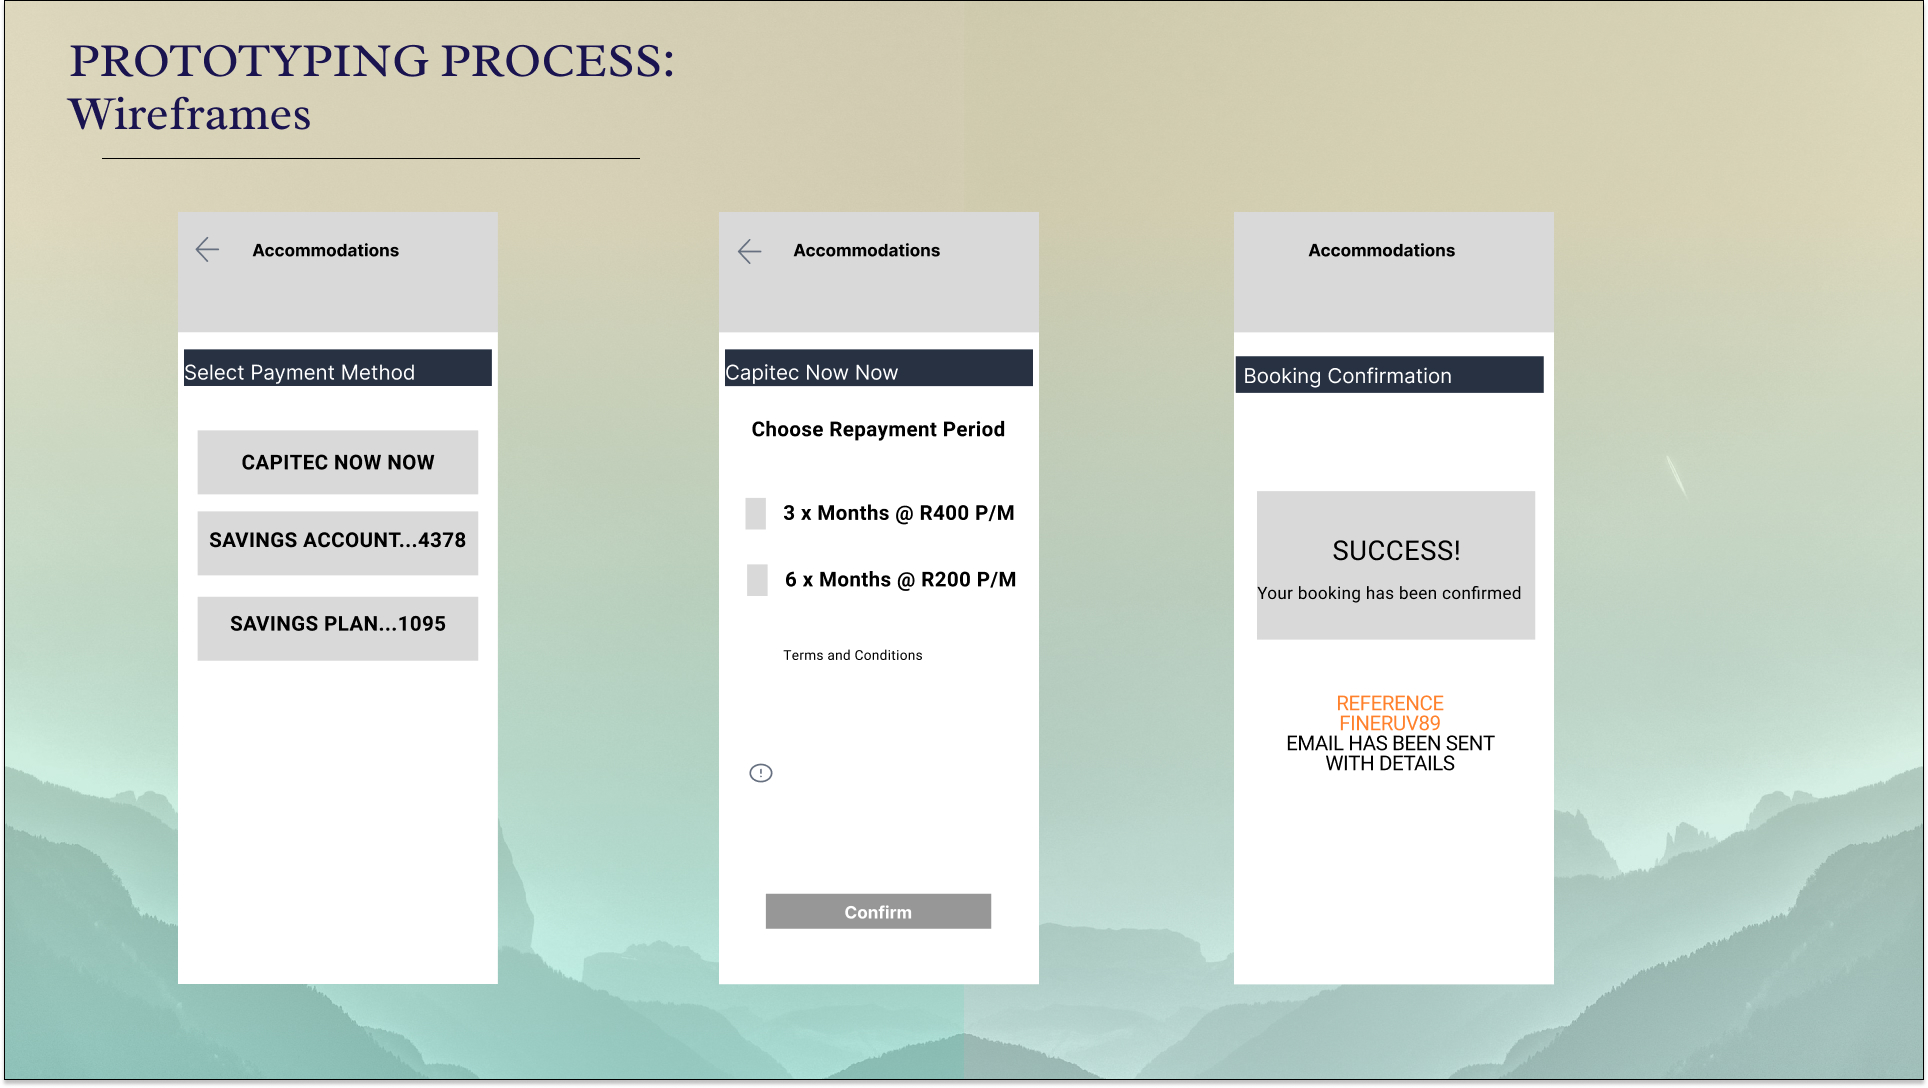 PROTOTYPING PROCESS:
Wireframes
Accommodations
Select Payment Method
CAPITEC NOW NOW
SAVINGS ACCOUNT...4378
SAVINGS PLAN...1095
Accommodations
Capitec Now Now
Choose Repayment Period
3 x Months @ R400 P/M
6 x Months @ R200 P/M
Terms and Conditions
Confirm
Accommodations
Booking Confirmation
SUCCESS!
Your booking has been confirmed
REFERENCE
FINERUV89
EMAIL HAS BEEN SENT
WITH DETAILS